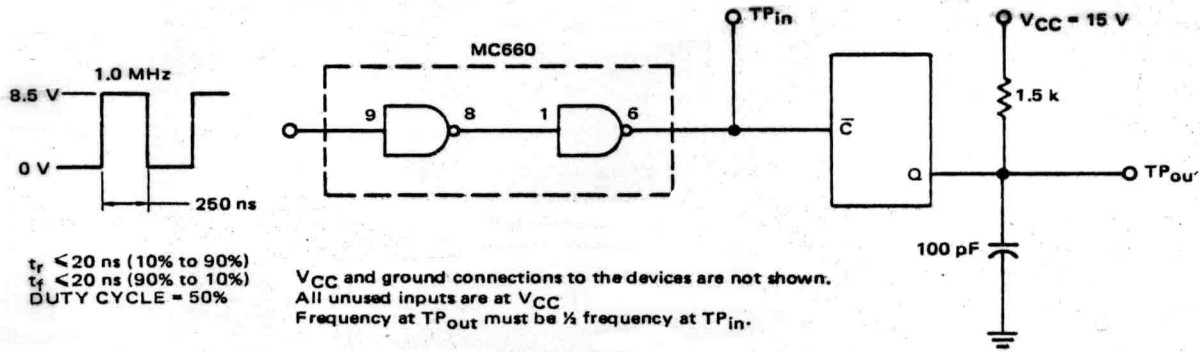 TPin
VCC = 15 V
MC660
1.0 MHz
8.5 V
1.5 k
9
8
1
6
C̅
0 V
Q
TPou
250 ns
100 pF
tr ≤ 20 ns (10% to 90%)
tf ≤ 20 ns (90% to 10%)
DUTY CYCLE = 50%
VCC and ground connections to the devices are not shown.
All unused inputs are at VCC
Frequency at TPout must be ½ frequency at TPin.